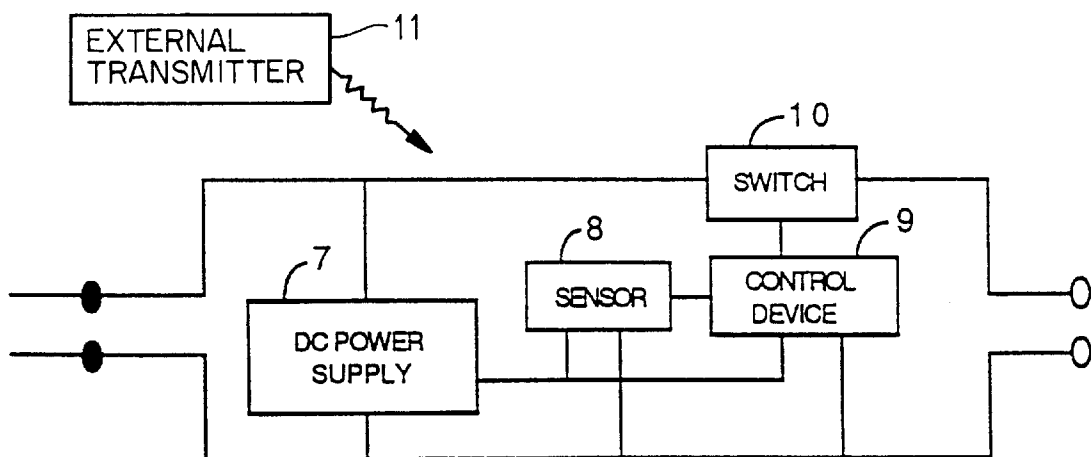 EXTERNAL
TRANSMITTER
11
10
SWITCH
9
CONTROL
DEVICE
8
SENSOR
7
DC POWER
SUPPLY